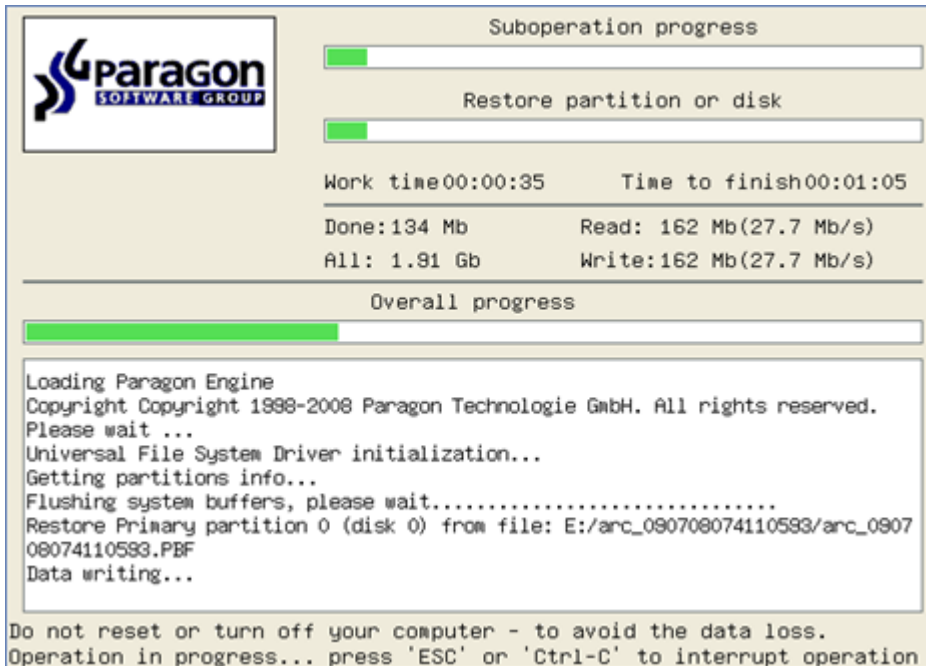 Paragon
SOFTWARE GROUP
Suboperation progress
Restore partition or disk
Work time00:00:35 Time to finish00:01:05
Done:134 Mb Read: 162 Mb(27.7 Mb/s)
All: 1.91 Gb Write:162 Mb(27.7 Mb/s)
Overall progress
Loading Paragon Engine
Copyright Copyright 1998-2008 Paragon Technologie GmbH. All rights reserved.
Please wait ...
Universal File System Driver initialization...
Getting partitions info...
Flushing system buffers, please wait...............................
Restore Primary partition 0 (disk 0) from file: E:/arc_090708074110593/arc_0907
08074110593.PBF
Data writing...
Do not reset or turn off your computer - to avoid the data loss.
Operation in progress... press 'ESC' or 'Ctrl-C' to interrupt operation